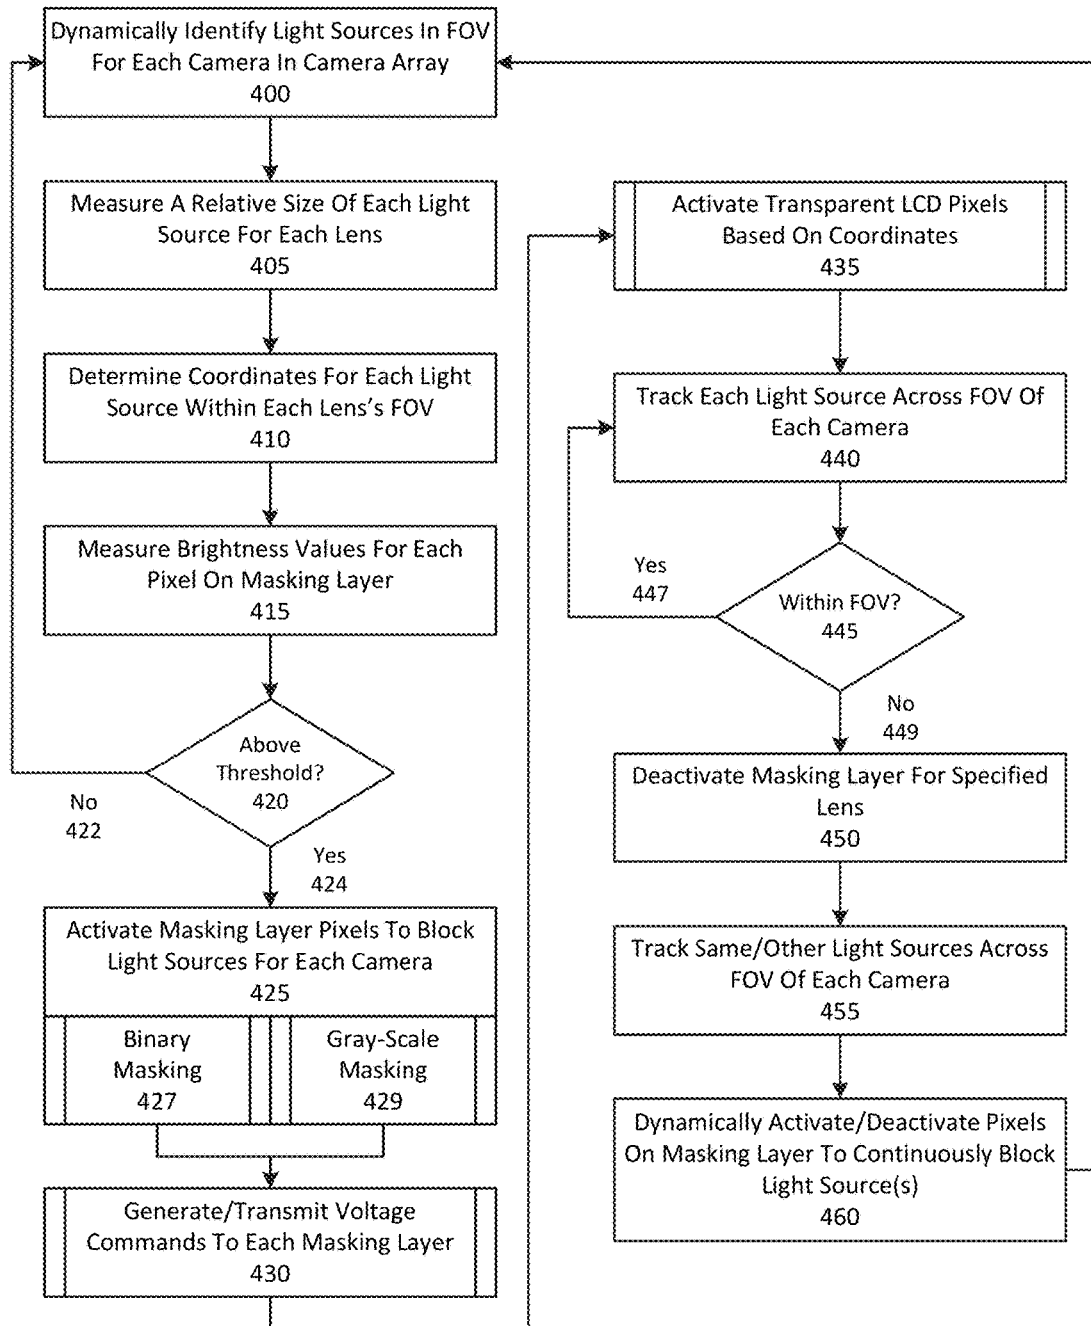 Dynamically Identify Light Sources In FOV
For Each Camera In Camera Array
400
Measure A Relative Size Of Each Light
Source For Each Lens
405
Determine Coordinates For Each Light
Source Within Each Lens's FOV
410
Measure Brightness Values For Each
Pixel On Masking Layer
415
Above
Threshold?
420
No
422
Yes
424
Activate Masking Layer Pixels To Block
Light Sources For Each Camera
425
Binary
Masking
427
Gray-Scale
Masking
429
Generate/Transmit Voltage
Commands To Each Masking Layer
430
Activate Transparent LCD Pixels
Based On Coordinates
435
Track Each Light Source Across FOV Of
Each Camera
440
Yes
447
Within FOV?
445
No
449
Deactivate Masking Layer For Specified
Lens
450
Track Same/Other Light Sources Across
FOV Of Each Camera
455
Dynamically Activate/Deactivate Pixels
On Masking Layer To Continuously Block
Light Source(s)
460